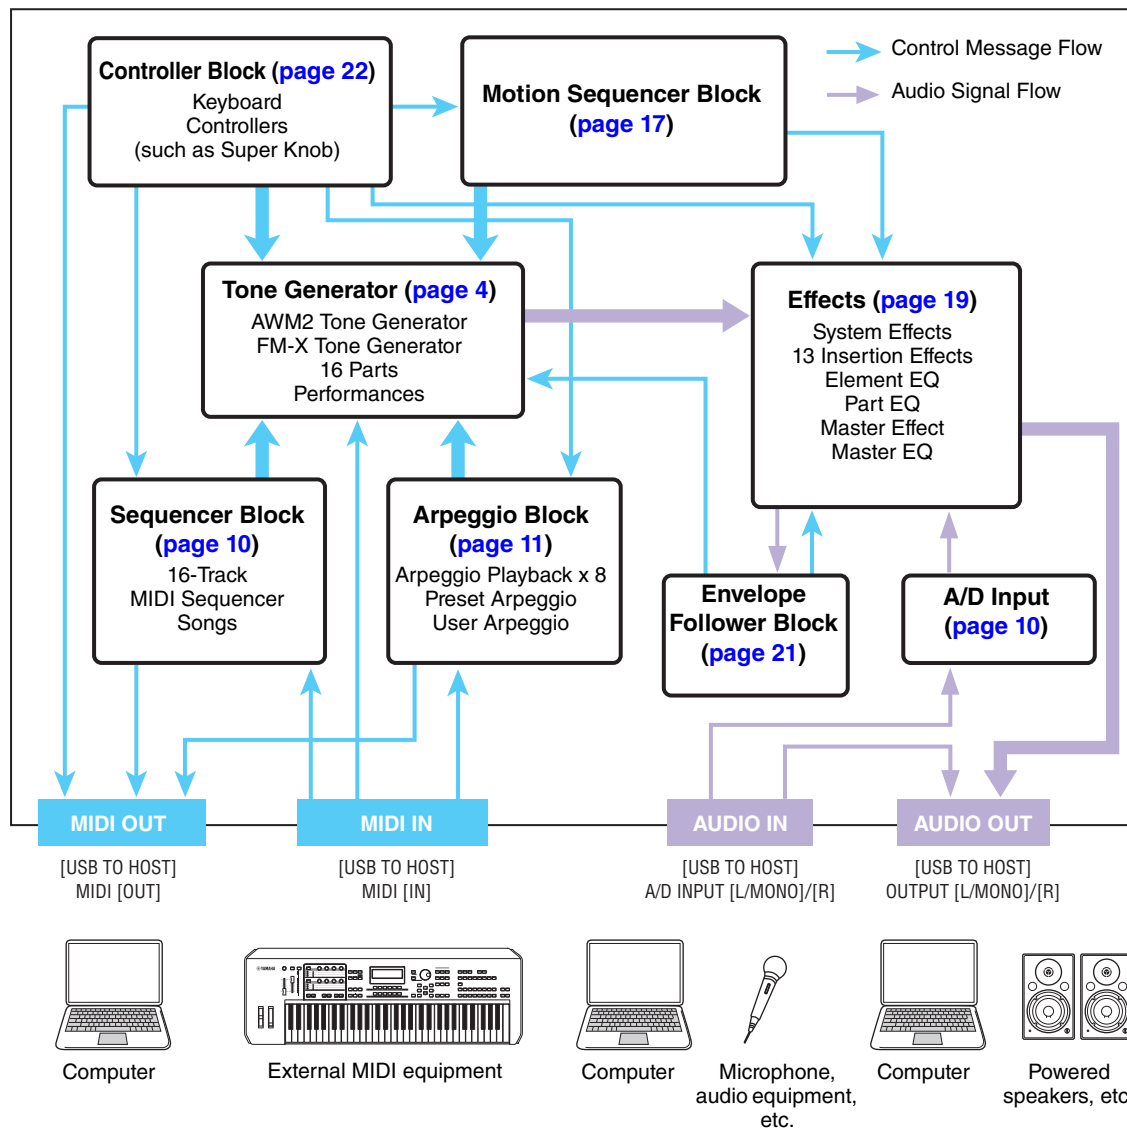 Controller Block (page 22)
Keyboard
Controllers
(such as Super Knob)
Motion Sequencer Block
(page 17)
Control Message Flow
Audio Signal Flow
Tone Generator (page 4)
AWM2 Tone Generator
FM-X Tone Generator
16 Parts
Performances
Effects (page 19)
System Effects
13 Insertion Effects
Element EQ
Part EQ
Master Effect
Master EQ
Sequencer Block
(page 10)
16-Track
MIDI Sequencer
Songs
Arpeggio Block
(page 11)
Arpeggio Playback x 8
Preset Arpeggio
User Arpeggio
Envelope
Follower Block
(page 21)
A/D Input
(page 10)
MIDI OUT
MIDI IN
AUDIO IN
AUDIO OUT
[USB TO HOST]
MIDI [OUT]
[USB TO HOST]
MIDI [IN]
[USB TO HOST]
A/D INPUT [L/MONO]/[R]
[USB TO HOST]
OUTPUT [L/MONO]/[R]
YAMAHA
Computer
External MIDI equipment
Computer
Microphone,
audio equipment,
etc.
Computer
Powered
speakers, etc